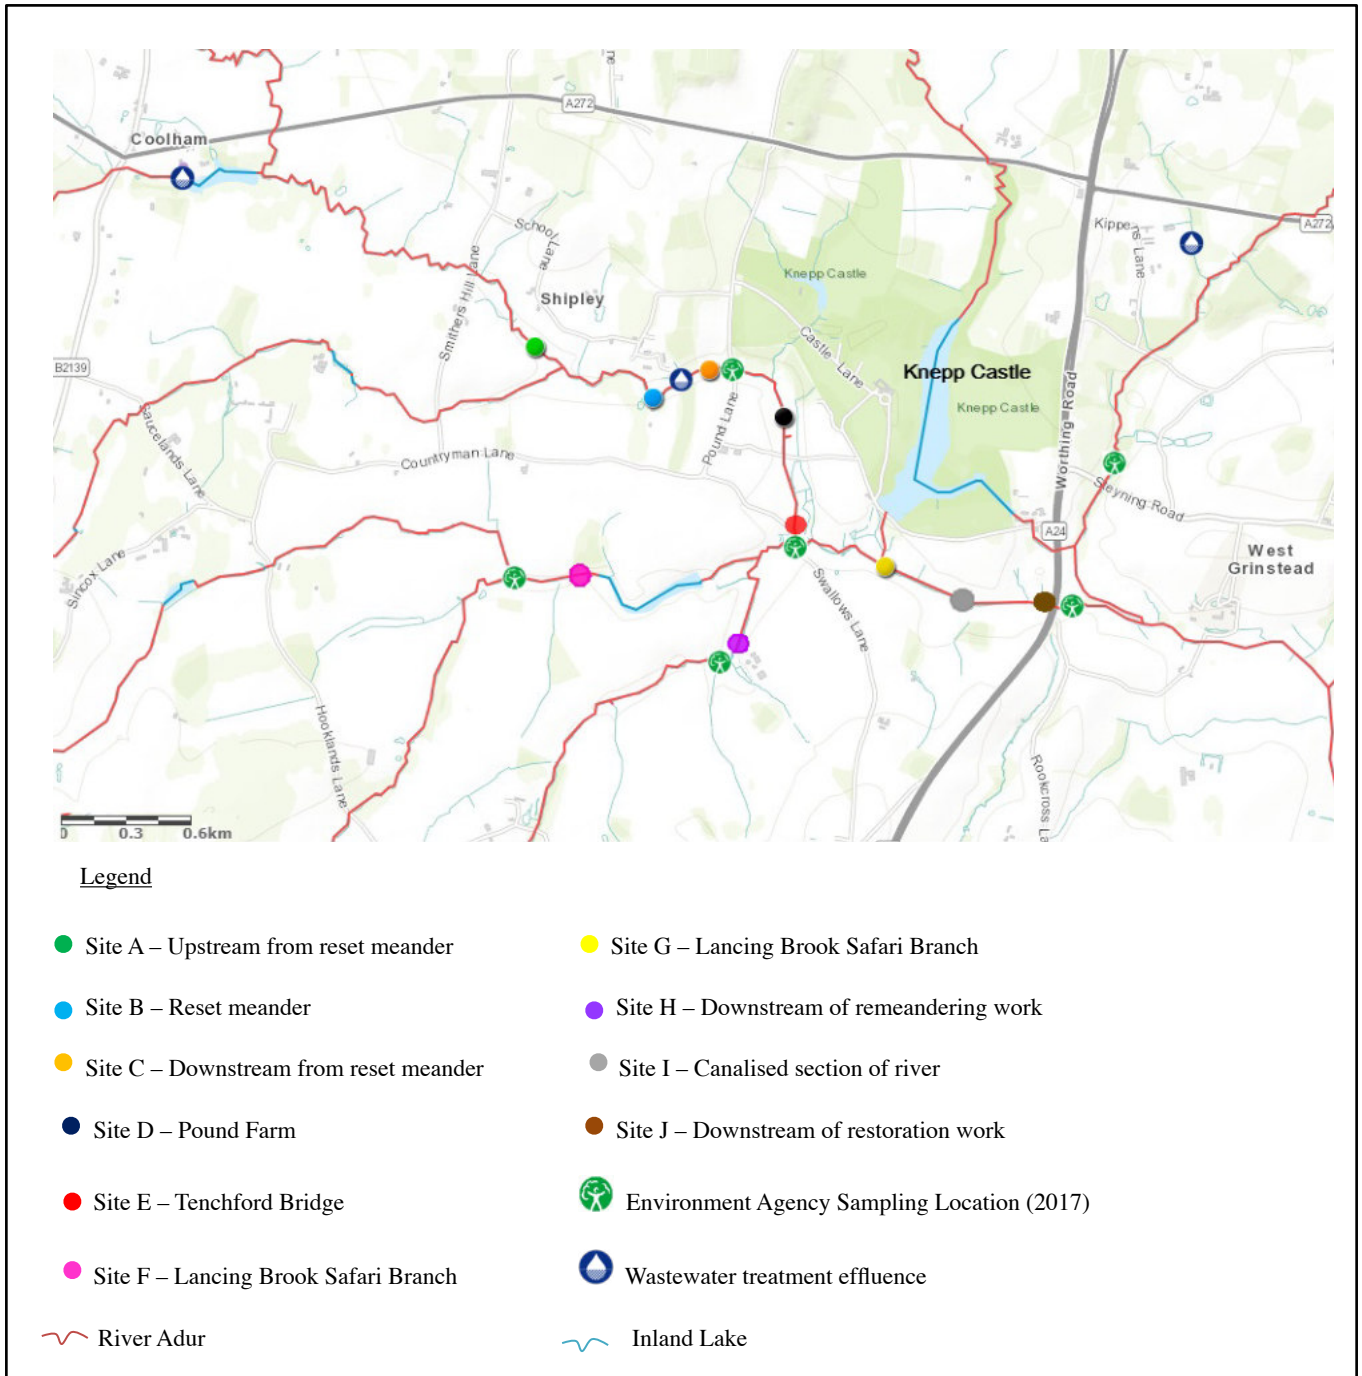 A272
ne
Coolham
School Lane
Kippens Lane
A272
Smithers Hill Lane
Knepp Castle
Shipley
Castle Lane
B2139
Knepp Castle
Knepp Castle
Worthing Road
Saucelands Lane
Pound Lane
Countryman Lane
Steyning Road
A24
West
Grinstead
Sincox Lane
Swallows Lane
Hooklands Lane
Rookcross La
0 0.3 0.6km
Legend
Site A – Upstream from reset meander
Site G – Lancing Brook Safari Branch
Site B – Reset meander
Site H – Downstream of remeandering work
Site C – Downstream from reset meander
Site I – Canalised section of river
Site D – Pound Farm
Site J – Downstream of restoration work
Site E – Tenchford Bridge
Environment Agency Sampling Location (2017)
Site F – Lancing Brook Safari Branch
Wastewater treatment effluence
River Adur
Inland Lake